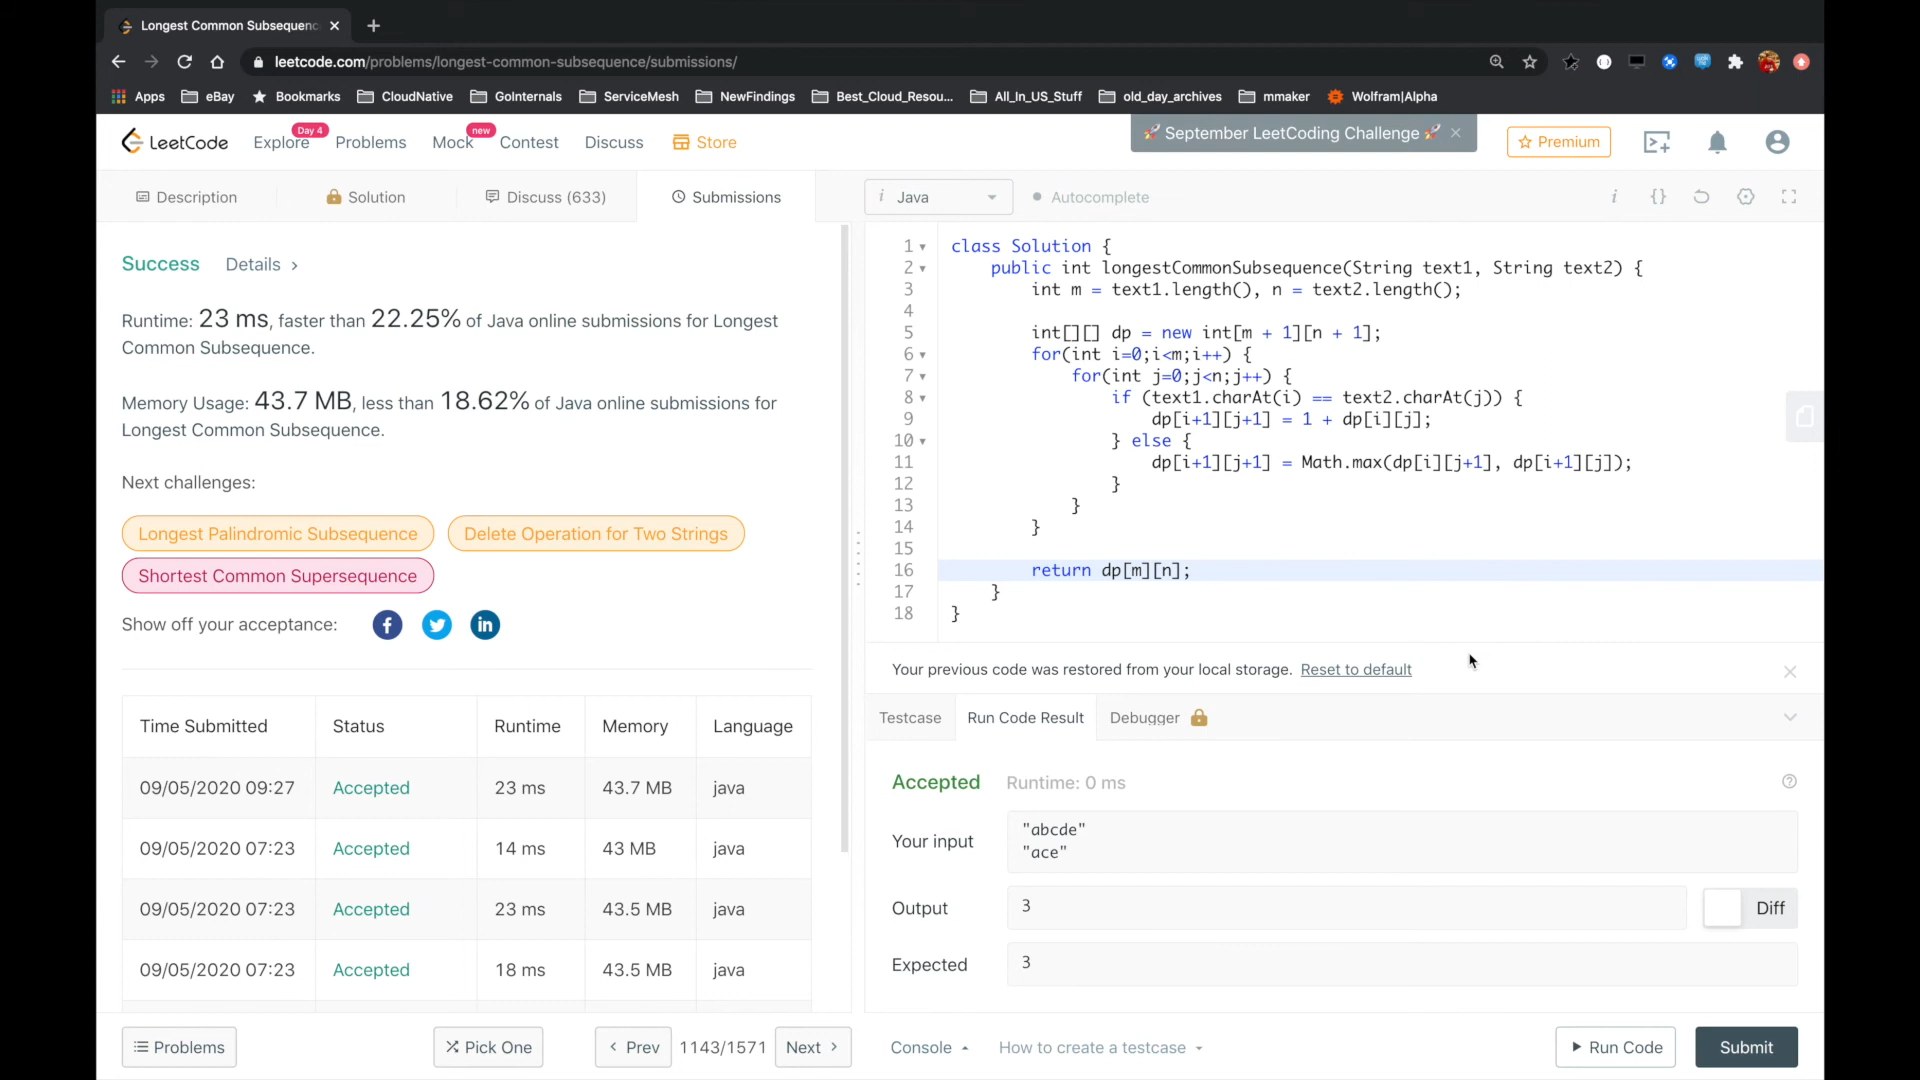 Longest Common Subsequenc
leetcode.com/problems/longest-common-subsequence/submissions/
Apps eBay Bookmarks CloudNative GoInternals ServiceMesh NewFindings Best_Cloud_Resou... All_In_US_Stuff old_day_archives mmaker Wolfram|Alpha
LeetCode Explore Day 4 Problems Mock new Contest Discuss Store
September LeetCoding Challenge
Premium
Description Solution Discuss (633) Submissions
i Java Autocomplete
Success Details >
Runtime: 23 ms, faster than 22.25% of Java online submissions for Longest
Common Subsequence.
Memory Usage: 43.7 MB, less than 18.62% of Java online submissions for
Longest Common Subsequence.
Next challenges:
Longest Palindromic Subsequence Delete Operation for Two Strings
Shortest Common Supersequence
Show off your acceptance:
Time Submitted Status Runtime Memory Language
09/05/2020 09:27 Accepted 23 ms 43.7 MB java
09/05/2020 07:23 Accepted 14 ms 43 MB java
09/05/2020 07:23 Accepted 23 ms 43.5 MB java
09/05/2020 07:23 Accepted 18 ms 43.5 MB java
Problems Pick One < Prev 1143/1571 Next >
1 class Solution {
2 public int longestCommonSubsequence(String text1, String text2) {
3 int m = text1.length(), n = text2.length();
4
5 int[][] dp = new int[m + 1][n + 1];
6 for(int i=0;i<m;i++) {
7 for(int j=0;j<n;j++) {
8 if (text1.charAt(i) == text2.charAt(j)) {
9 dp[i+1][j+1] = 1 + dp[i][j];
10 } else {
11 dp[i+1][j+1] = Math.max(dp[i][j+1], dp[i+1][j]);
12 }
13 }
14 }
15
16 return dp[m][n];
17 }
18 }
Your previous code was restored from your local storage. Reset to default
Testcase Run Code Result Debugger
Accepted Runtime: 0 ms
Your input
"abcde"
"ace"
Output 3 Diff
Expected 3
Console How to create a testcase Run Code Submit